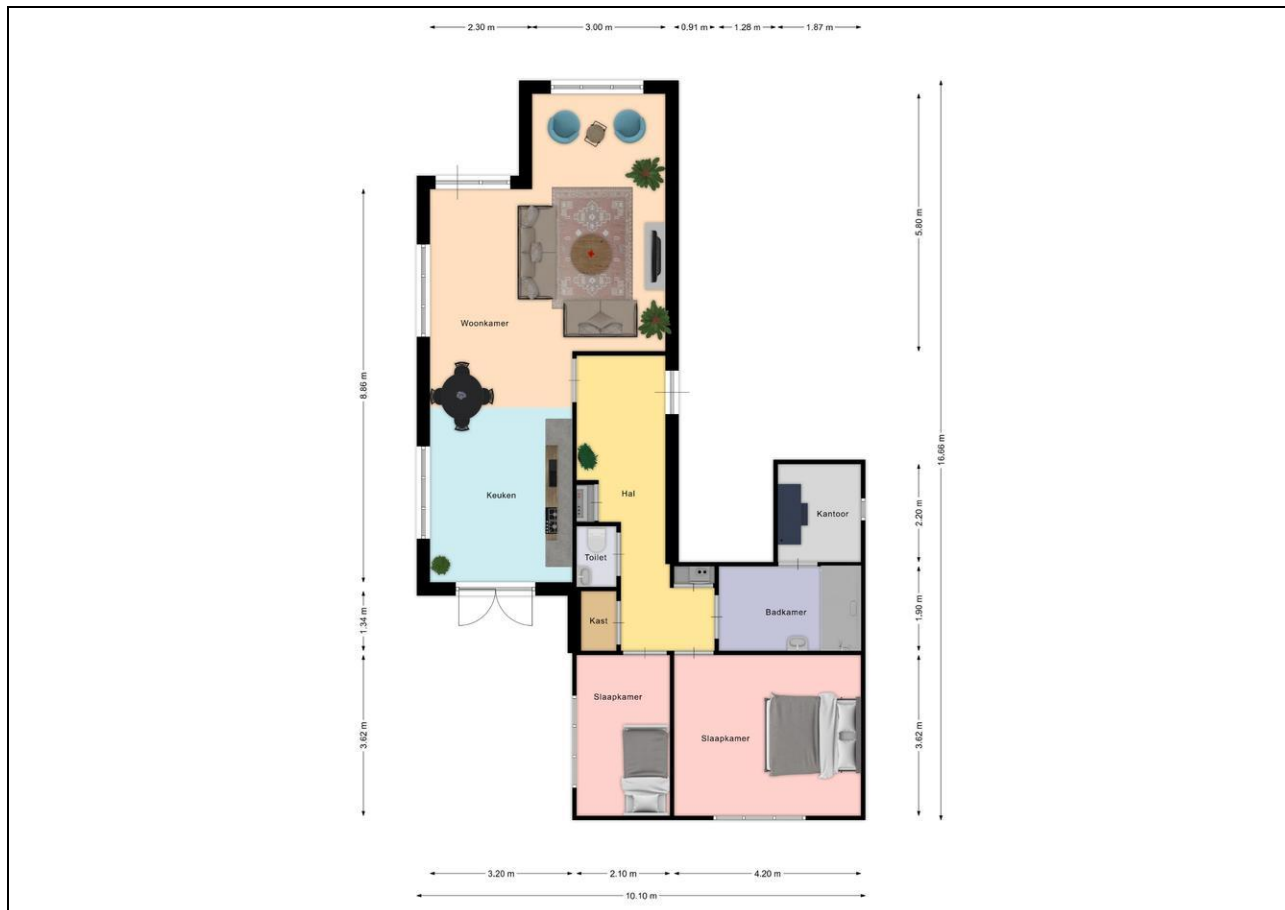 2.30 m
3.00 m
0.91 m
1.28 m
1.87 m
5.80 m
Woonkamer
8.86 m
16.66 m
Keuken
Hal
Kantoor
2.20 m
Toilet
Kast
Badkamer
1.34 m
1.90 m
Slaapkamer
Slaapkamer
3.62 m
3.62 m
3.20 m
2.10 m
4.20 m
10.10 m